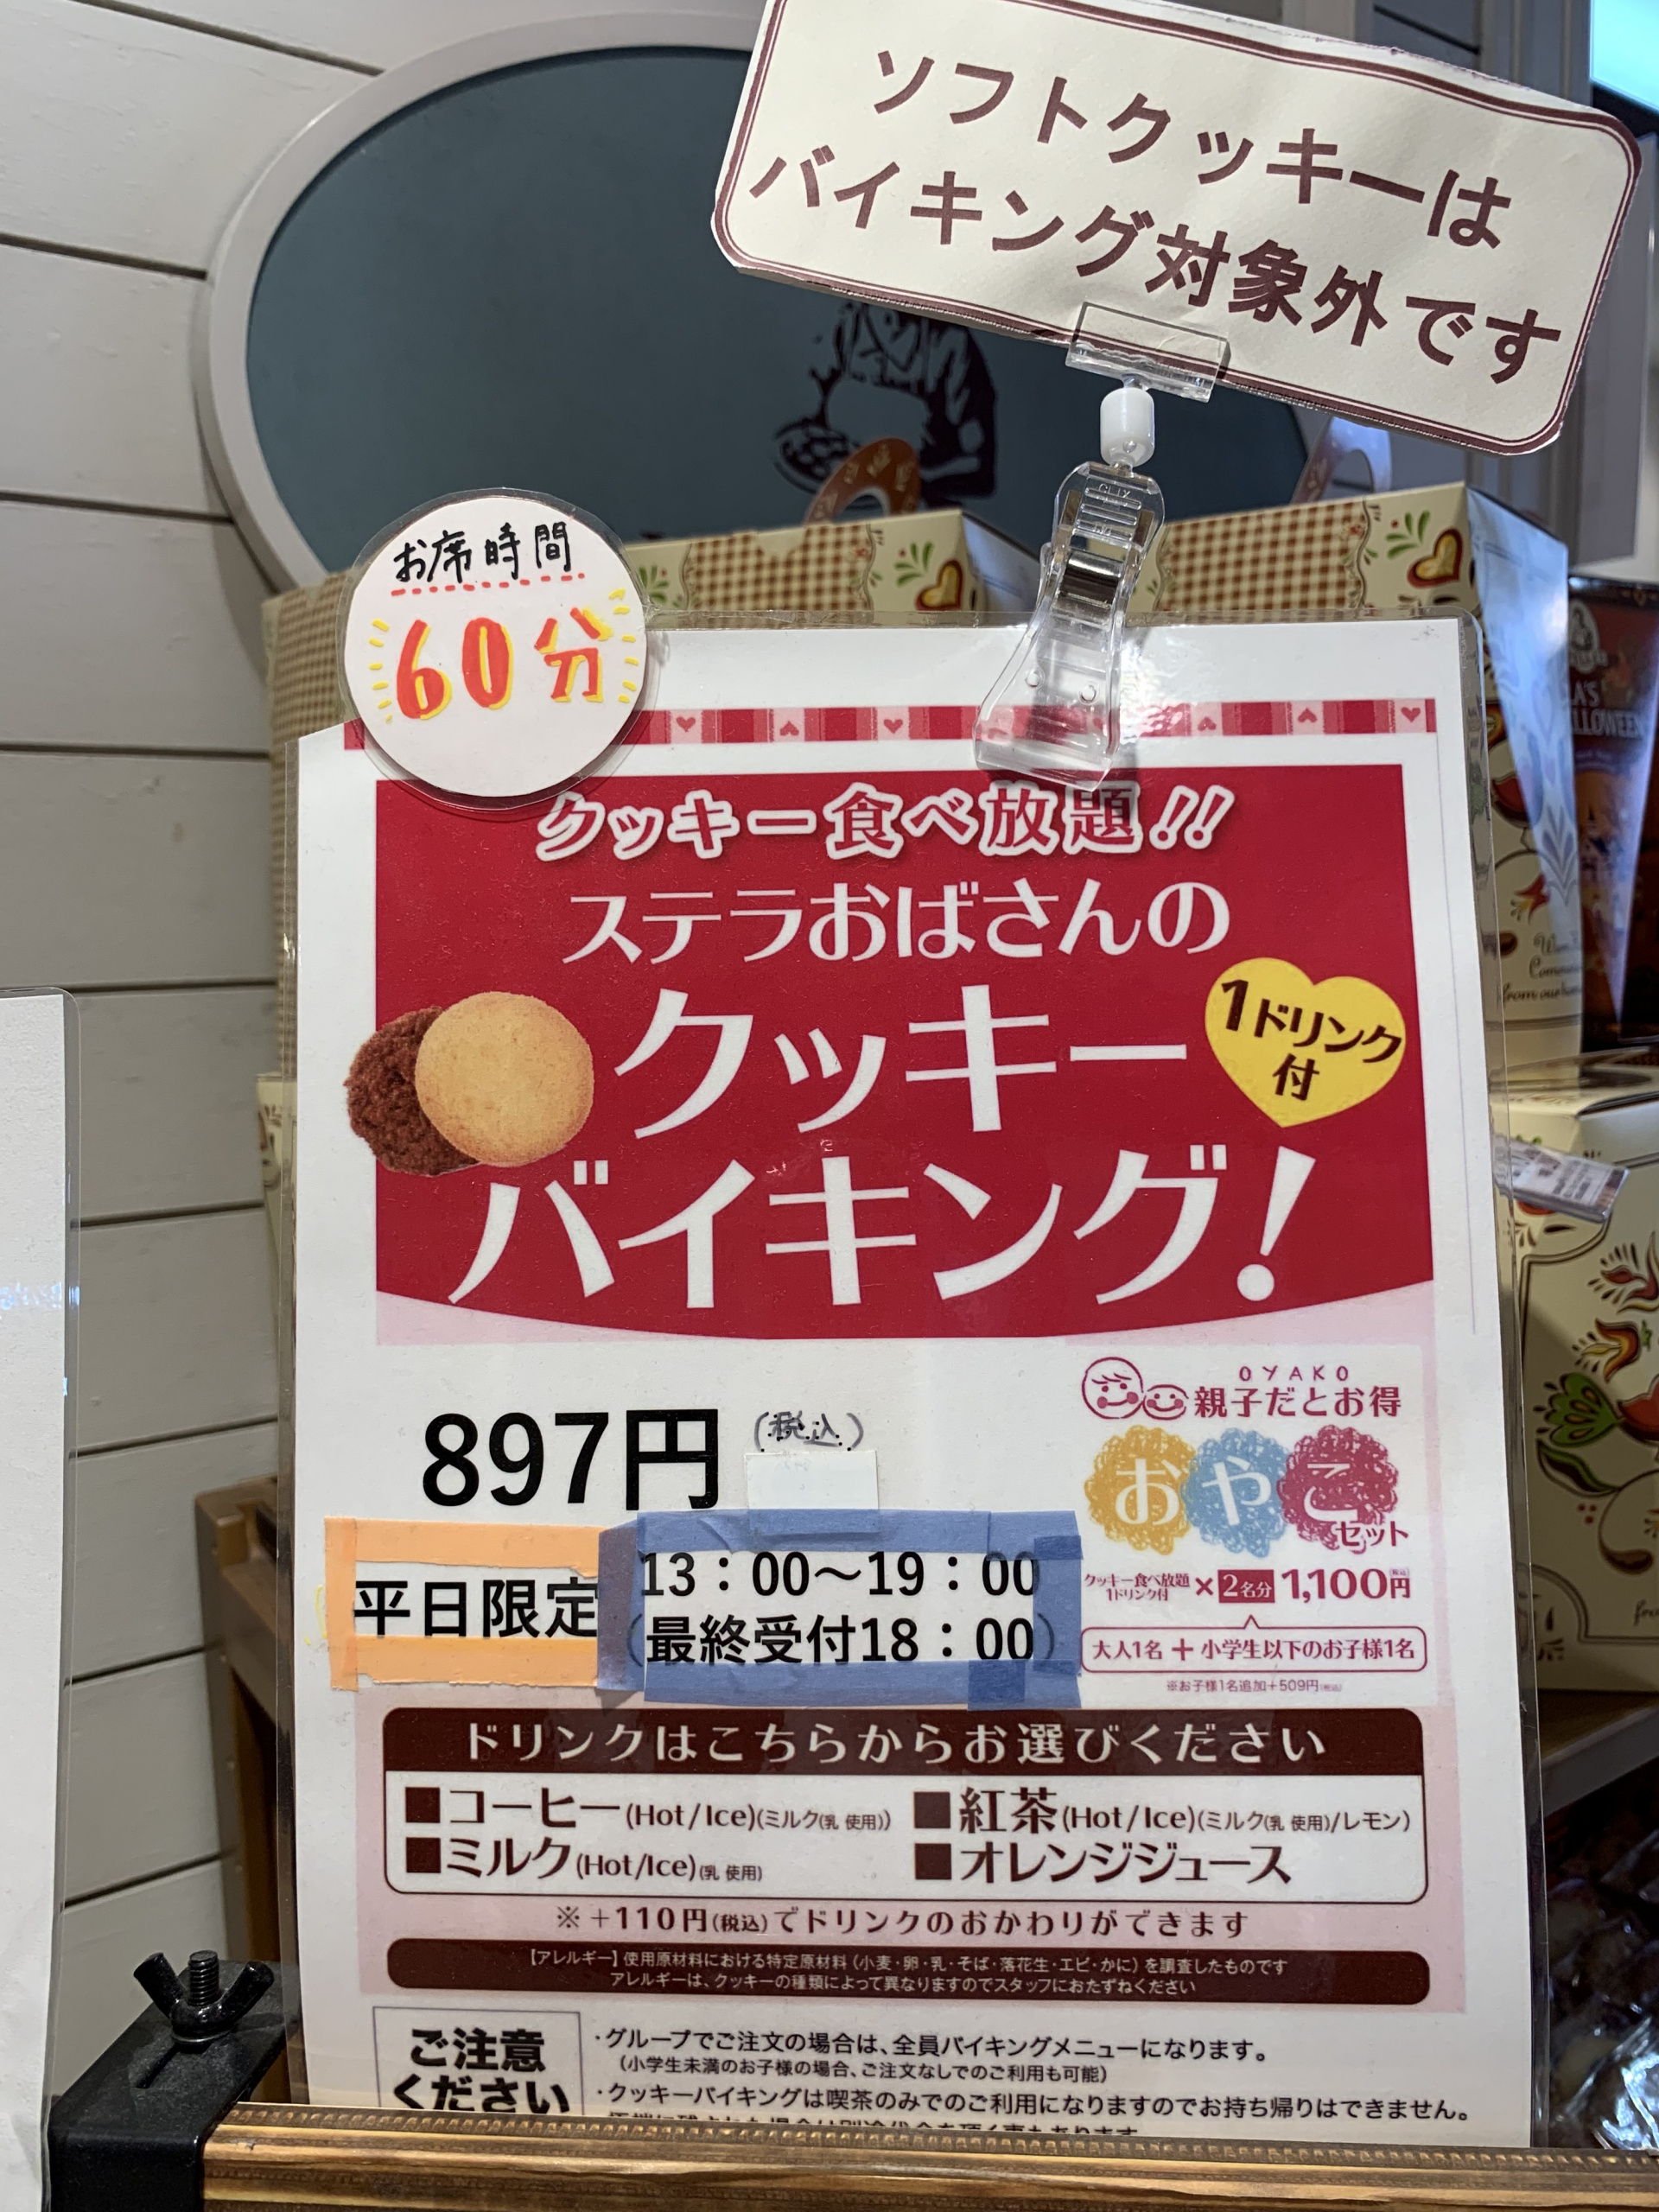 ソフトクッキーは
バイキング対象外です
お席時間
60分
クッキー食べ放題!!
ステラおばさんの
クッキー
バイキング!
1ドリンク
付
897円 (税込)
平日限定
13：00～19：00
(最終受付18：00)
OYAKO
親子だとお得
おやこ
セット
クッキー食べ放題
1ドリンク付
×2名分 1,100円(税込)
大人1名 + 小学生以下のお子様1名
※お子様1名追加+509円(税込)
ドリンクはこちらからお選びください
■コーヒー(Hot/Ice)(ミルク(乳 使用)) ■紅茶(Hot/Ice)(ミルク(乳 使用)/レモン)
■ミルク(Hot/Ice)(乳 使用) ■オレンジジュース
※+110円(税込)でドリンクのおかわりができます
【アレルギー】使用原材料における特定原材料（小麦・卵・乳・そば・落花生・エビ・かに）を調査したものです
アレルギーは、クッキーの種類によって異なりますのでスタッフにおたずねください
ご注意
ください
・グループでご注文の場合は、全員バイキングメニューになります。
（小学生未満のお子様の場合、ご注文なしでのご利用も可能）
・クッキーバイキングは喫茶のみでのご利用になりますのでお持ち帰りはできません。
from our